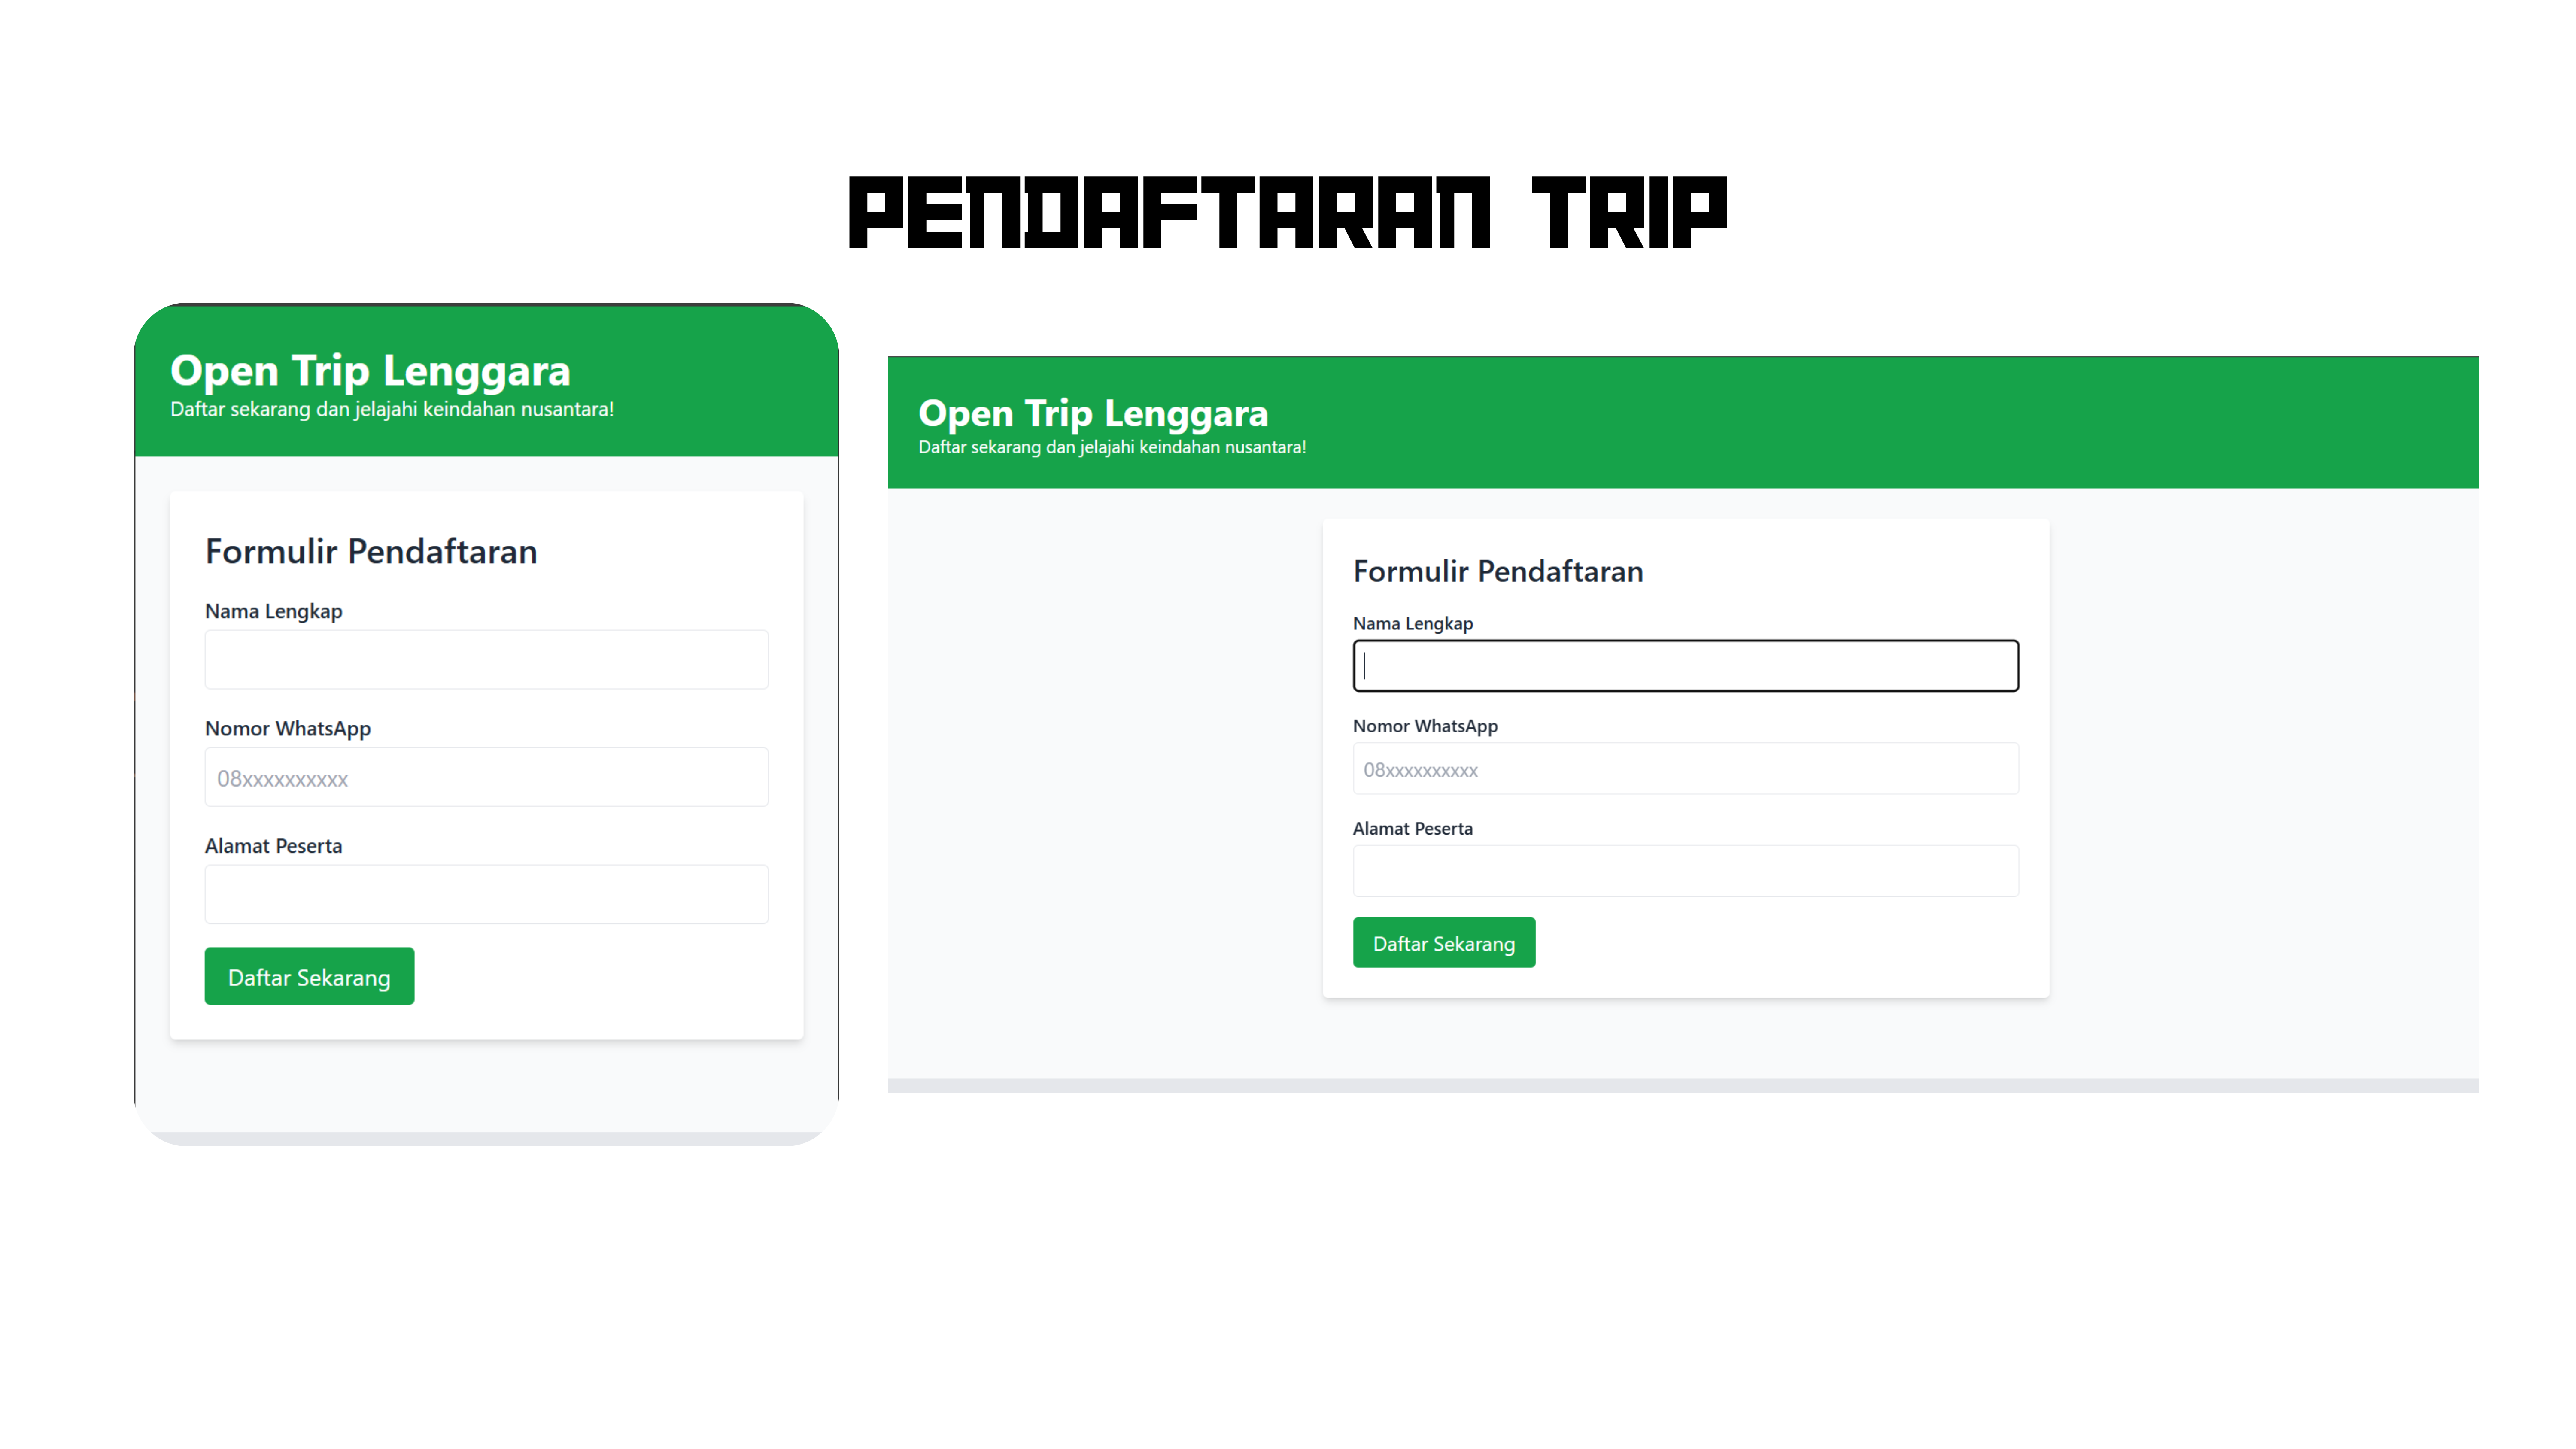 PENDAFTARAN TRIP
Open Trip Lenggara
Daftar sekarang dan jelajahi keindahan nusantara!
Formulir Pendaftaran
Nama Lengkap
Nomor WhatsApp
08xxxxxxxxxx
Alamat Peserta
Daftar Sekarang
Open Trip Lenggara
Daftar sekarang dan jelajahi keindahan nusantara!
Formulir Pendaftaran
Nama Lengkap
Nomor WhatsApp
08xxxxxxxxxx
Alamat Peserta
Daftar Sekarang